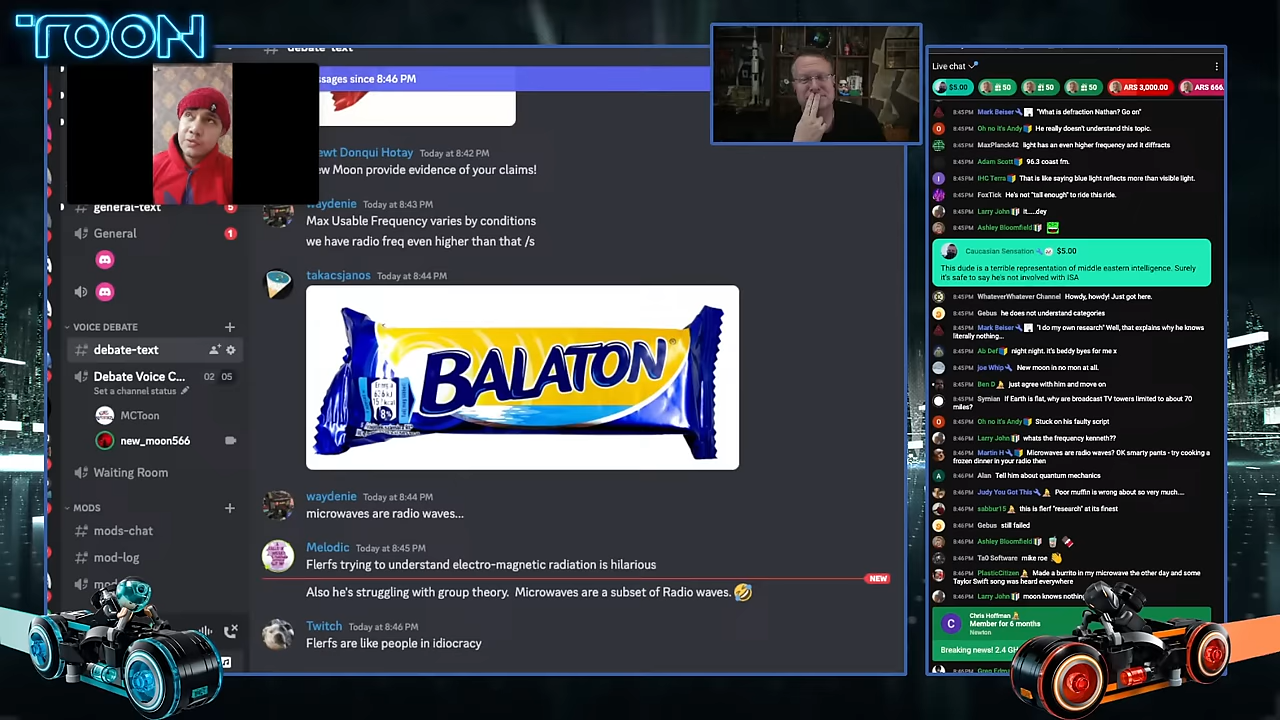 TOON
debate-text
ssages since 8:46 PM
ewt Donqui Hotay Today at 8:42 PM
ew Moon provide evidence of your claims!
waydenie Today at 8:43 PM
Max Usable Frequency varies by conditions
we have radio freq even higher than that /s
takacsjanos Today at 8:44 PM
BALATON
8%
waydenie Today at 8:44 PM
microwaves are radio waves...
Melodic Today at 8:45 PM
Flerfs trying to understand electro-magnetic radiation is hilarious
NEW
Also he's struggling with group theory. Microwaves are a subset of Radio waves. 🤣
Twitch Today at 8:46 PM
Flerfs are like people in idiocracy
general-text 5
General 1
VOICE DEBATE
debate-text
Debate Voice C... 02 05
Set a channel status
MCToon
new_moon566
Waiting Room
MODS
mods-chat
mod-log
Live chat
$5.00 50 50 50 ARS 3,000.00 ARS 666.
8:45PM Mark Beiser "What is defraction Nathan? Go on"
8:45PM Oh no it's Andy He really doesn't understand this topic.
8:45PM MaxPlanck42 light has an even higher frequency and it diffracts
8:45PM Adam Scott 96.3 coast fm.
8:45PM IHC Terra That is like saying blue light reflects more than visible light.
8:45PM FoxTick He's not "tall enough" to ride this ride.
8:45PM Larry John it.....dey
8:45PM Ashley Bloomfield
Caucasian Sensation $5.00
This dude is a terrible representation of middle eastern intelligence. Surely
it's safe to say he's not involved with ISA
8:45PM WhateverWhatever Channel Howdy, howdy! Just got here.
8:45PM Gebus he does not understand categories
8:45PM Mark Beiser "I do my own research" Well, that explains why he knows
literally nothing...
8:45PM Ab Def night night. it's beddy byes for me x
8:45PM Joe Whip New moon in no man at all.
8:45PM Ben D just agree with him and move on
8:45PM Symian If Earth is flat, why are broadcast TV towers limited to about 70
miles?
8:45PM Oh no it's Andy Stuck on his faulty script
8:46PM Larry John whats the frequency kenneth??
8:46PM Martin H Microwaves are radio waves? OK smarty pants - try cooking a
frozen dinner in your radio then
8:46PM Alan Tell him about quantum mechanics
8:46PM Judy You Got This Poor muffin is wrong about so very much....
8:46PM sabbur15 this is flerf "research" at its finest
8:46PM Gebus still failed
8:46PM Ashley Bloomfield
8:46PM Ta0 Software mike roe 👋
8:46PM PlasticCitizen Made a burrito in my microwave the other day and some
Taylor Swift song was heard everywhere
8:46PM Larry John moon knows nothing
C Chris Hoffman
Member for 6 months
Newton
Breaking news! 2.4 GH